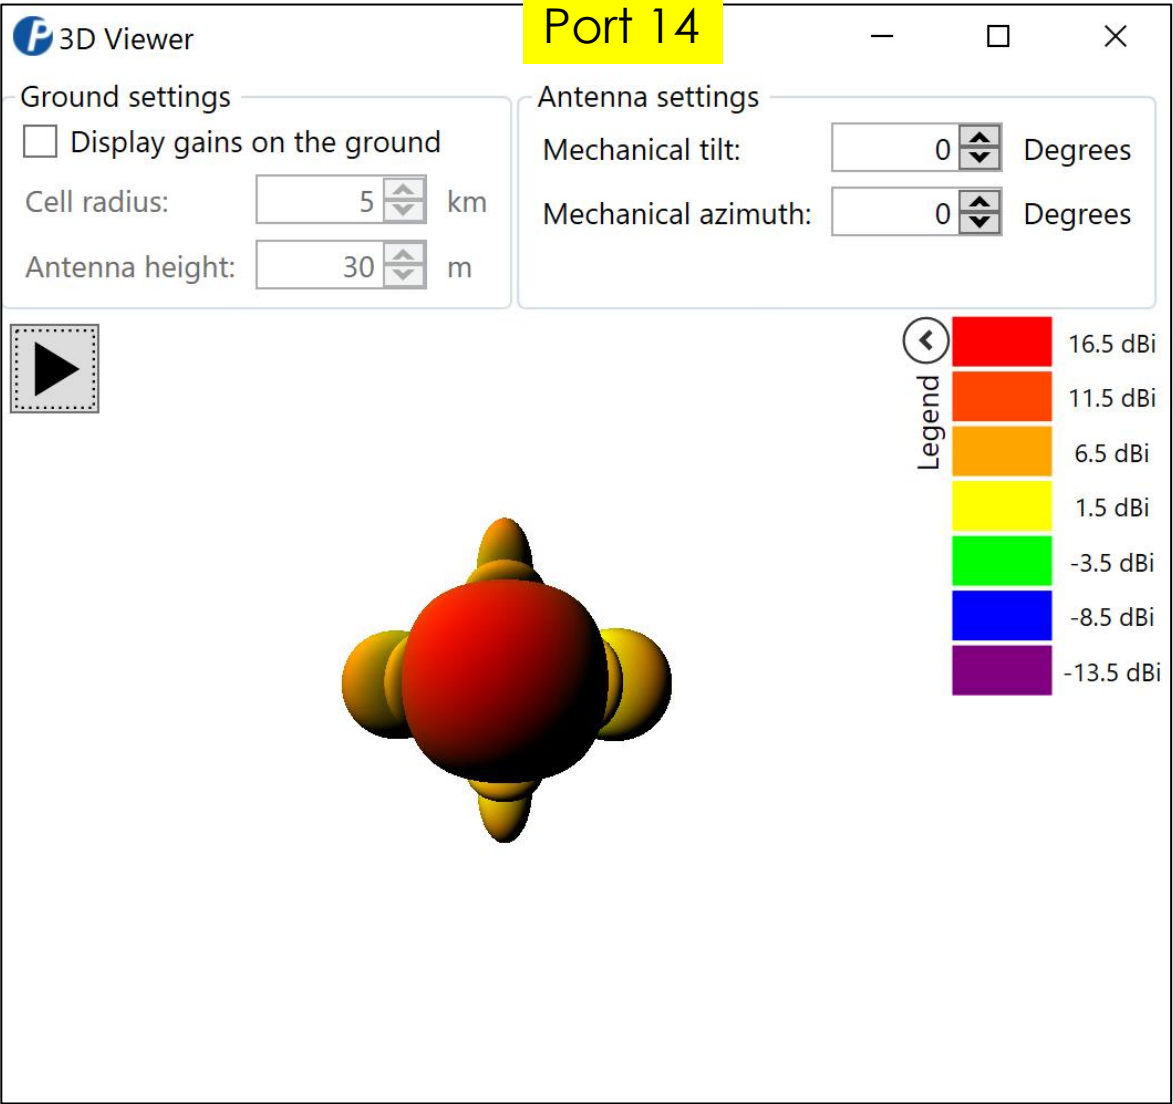 Port 14
3D Viewer
Ground settings
Display gains on the ground
Cell radius: 5 km
Antenna height: 30 m
Antenna settings
Mechanical tilt: 0 Degrees
Mechanical azimuth: 0 Degrees
Legend
16.5 dBi
11.5 dBi
6.5 dBi
1.5 dBi
-3.5 dBi
-8.5 dBi
-13.5 dBi